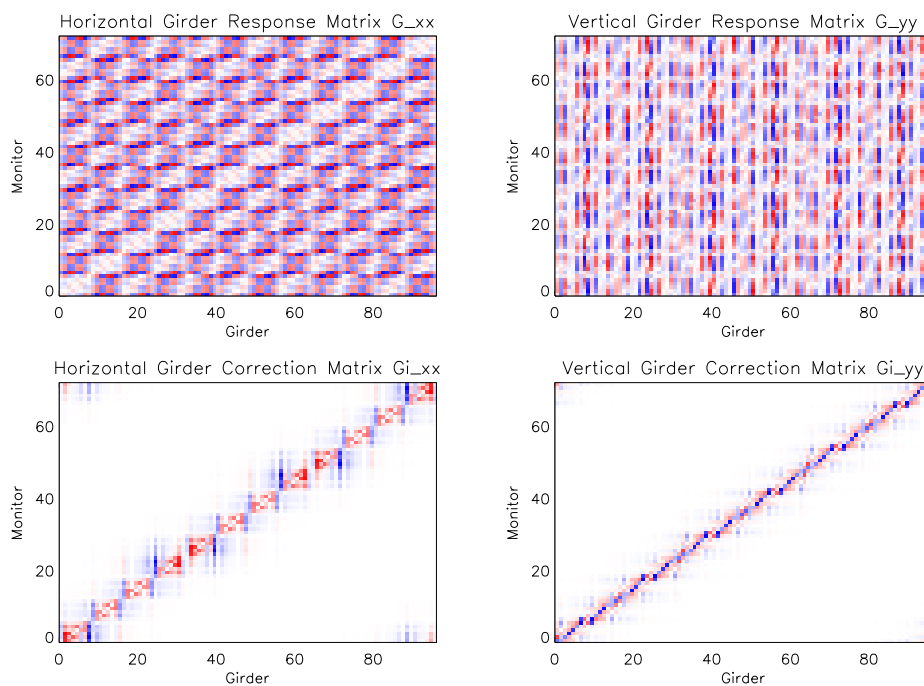 Horizontal Girder Response Matrix G_xx
Vertical Girder Response Matrix G_yy
60
40
20
0
Monitor
0 20 40 60 80
Girder
60
40
20
0
Monitor
0 20 40 60 80
Girder
Horizontal Girder Correction Matrix Gi_xx
Vertical Girder Correction Matrix Gi_yy
60
40
20
0
Monitor
0 20 40 60 80
Girder
60
40
20
0
Monitor
0 20 40 60 80
Girder